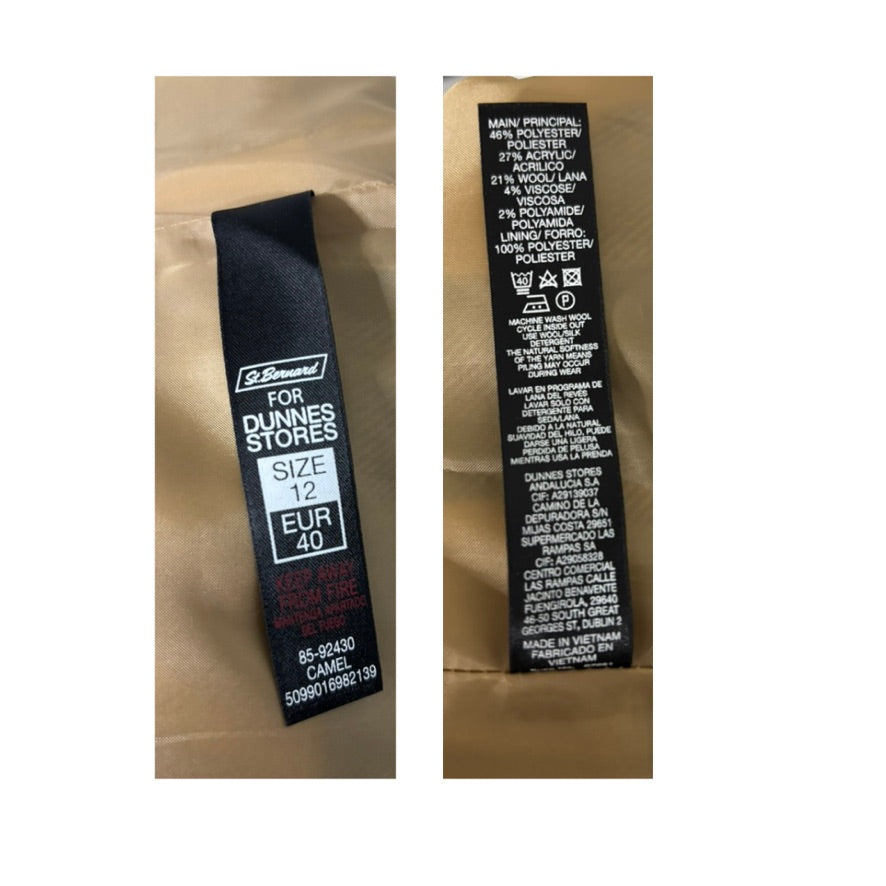 St.Bernard
FOR
DUNNES
STORES
SIZE
12
EUR
40
KEEP AWAY
FROM FIRE
MANTENZA APARTADO
DEL FUEGO
85-92430
CAMEL
5099016982139
MAIN/ PRINCIPAL:
46% POLYESTER/
POLIESTER
27% ACRYLIC/
ACRILICO
21% WOOL/ LANA
4% VISCOSE/
VISCOSA
2% POLYAMIDE/
POLYAMIDA
LINING/ FORRO:
100% POLYESTER/
POLIESTER
40
P
MACHINE WASH WOOL
CYCLE INSIDE OUT
USE WOOL/SILK
DETERGENT
THE NATURAL SOFTNESS
OF THE YARN MEANS
PILING MAY OCCUR
DURING WEAR
LAVAR EN PROGRAMA DE
LANA DEL REVES
LAVAR SOLO CON
DETERGENTE PARA
SEDA/LANA
DEBIDO A LA NATURAL
SUAVIDAD DEL HILO, PUEDE
DARSE UNA LIGERA
PERDIDA DE PELUSA
MIENTRAS USA LA PRENDA
DUNNES STORES
ANDALUCIA S.A
CIF: A29139037
CAMINO DE LA
DEPURADORA S/N
MIJAS COSTA 29651
SUPERMERCADO LAS
RAMPAS SA
CIF: A29058328
CENTRO COMERCIAL
LAS RAMPAS CALLE
JACINTO BENAVENTE
FUENGIROLA, 29640
46-50 SOUTH GREAT
GEORGES ST, DUBLIN 2
MADE IN VIETNAM
FABRICADO EN
VIETNAM